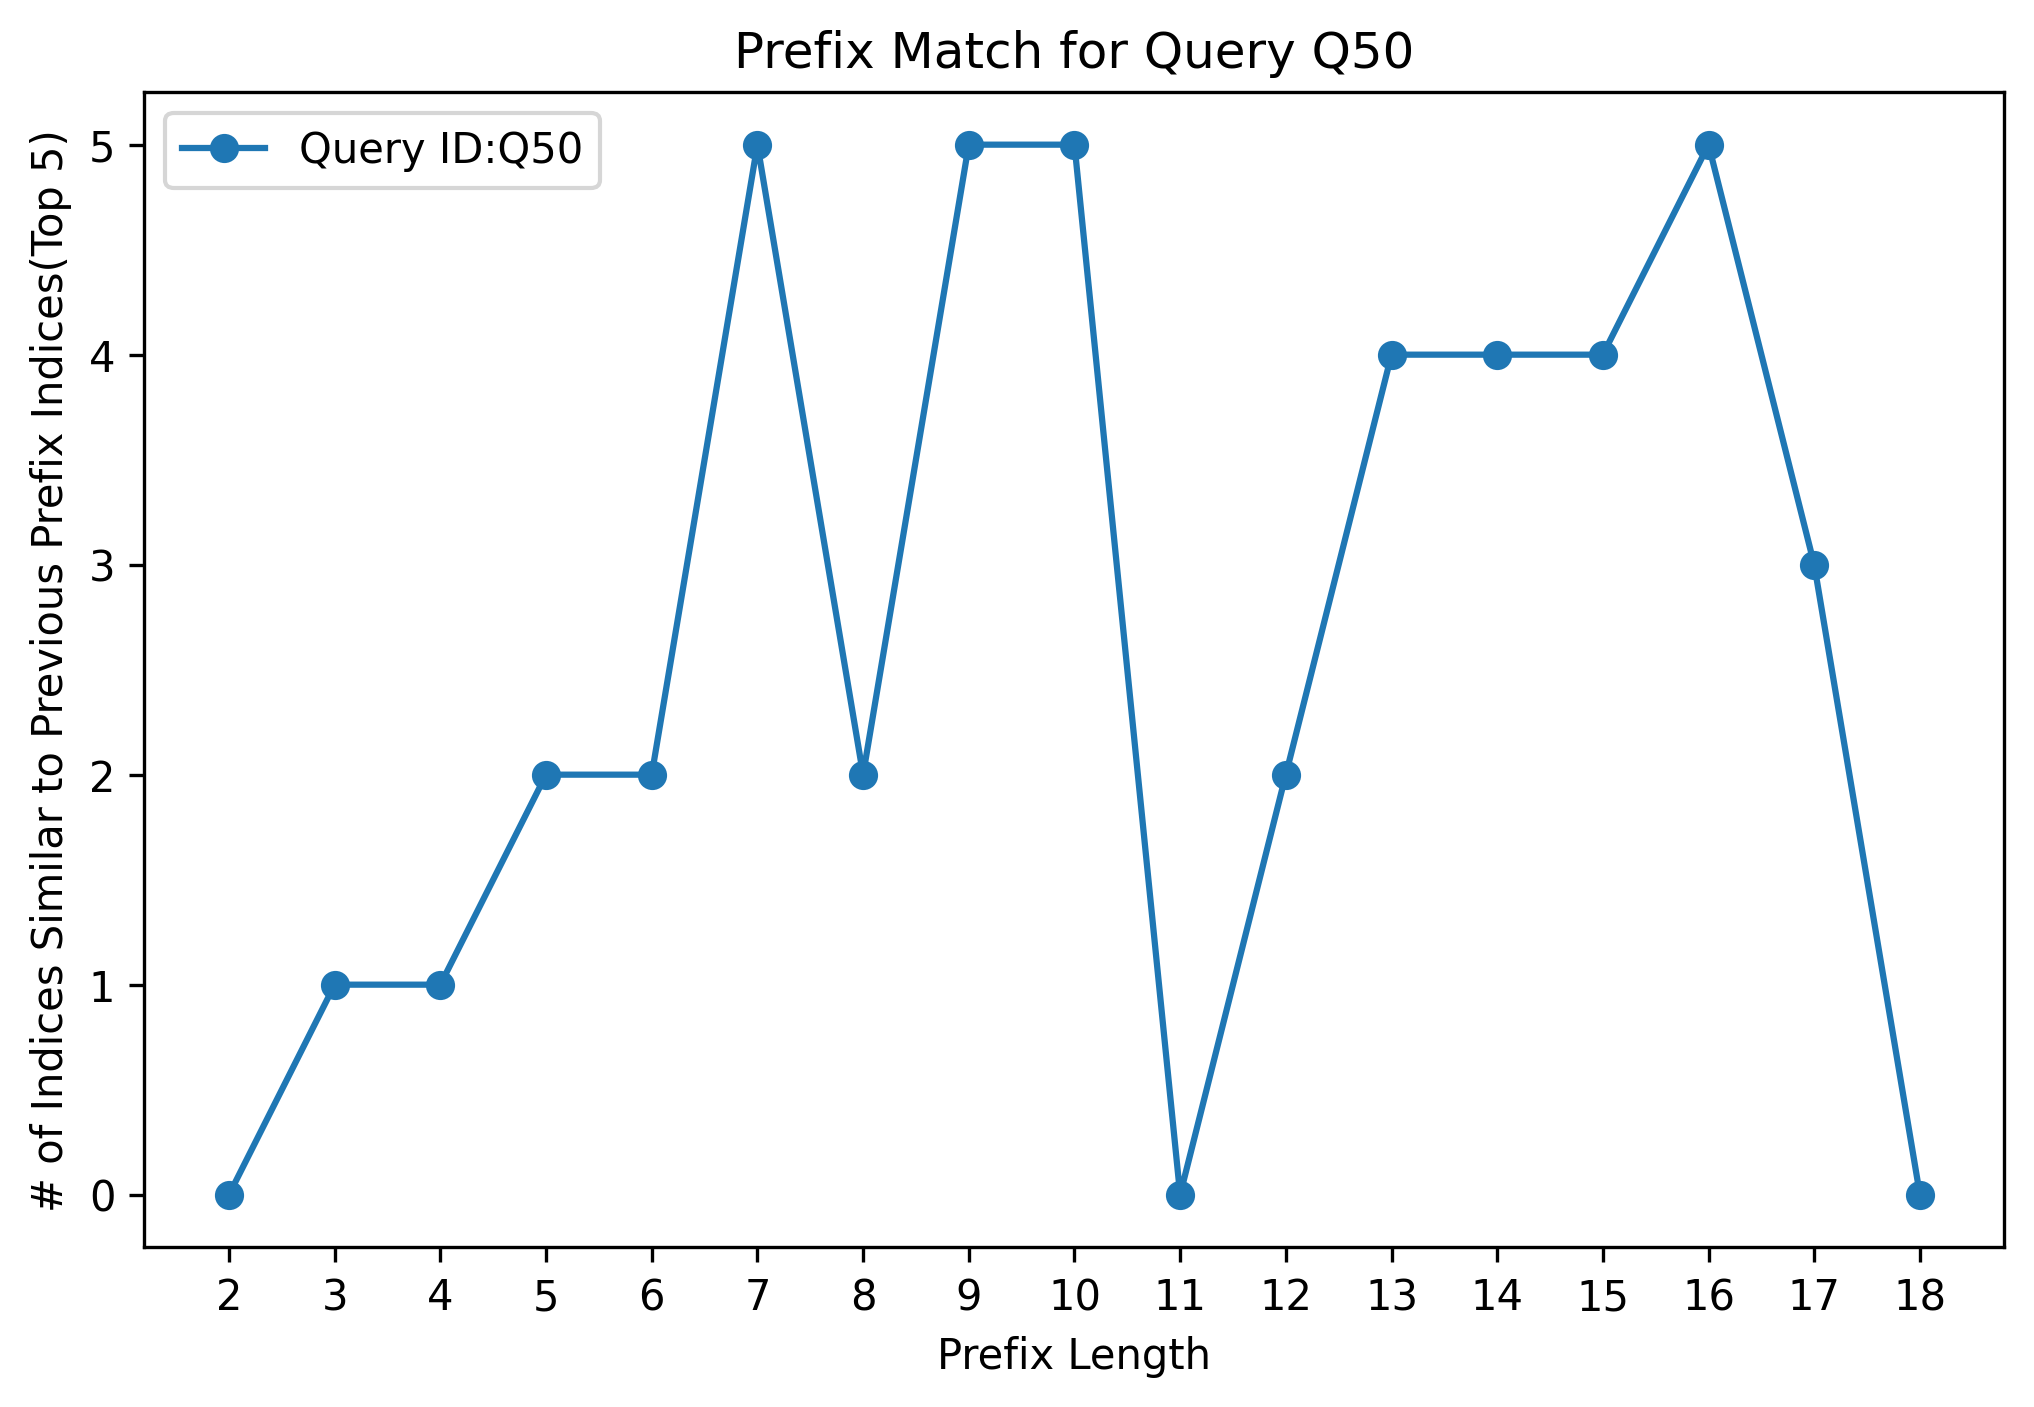 Prefix Match for Query Q50
Query ID:Q50
# of Indices Similar to Previous Prefix Indices(Top 5)
5
4
3
2
1
0
2 3 4 5 6 7 8 9 10 11 12 13 14 15 16 17 18
Prefix Length